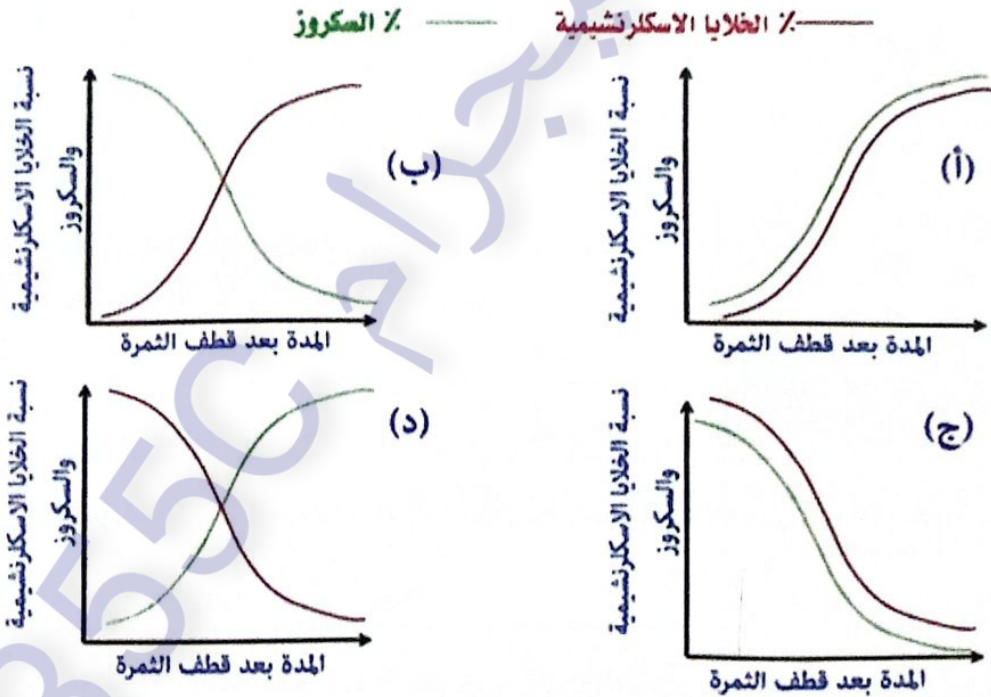 ٪ الخلايا الاسكلرنشيمية ٪ السكروز
(أ)
نسبة الخلايا الاسكلرنشيمية
والسكروز
المدة بعد قطف الثمرة
(ب)
نسبة الخلايا الاسكلرنشيمية
والسكروز
المدة بعد قطف الثمرة
(ج)
نسبة الخلايا الاسكلرنشيمية
والسكروز
المدة بعد قطف الثمرة
(د)
نسبة الخلايا الاسكلرنشيمية
والسكروز
المدة بعد قطف الثمرة
355C